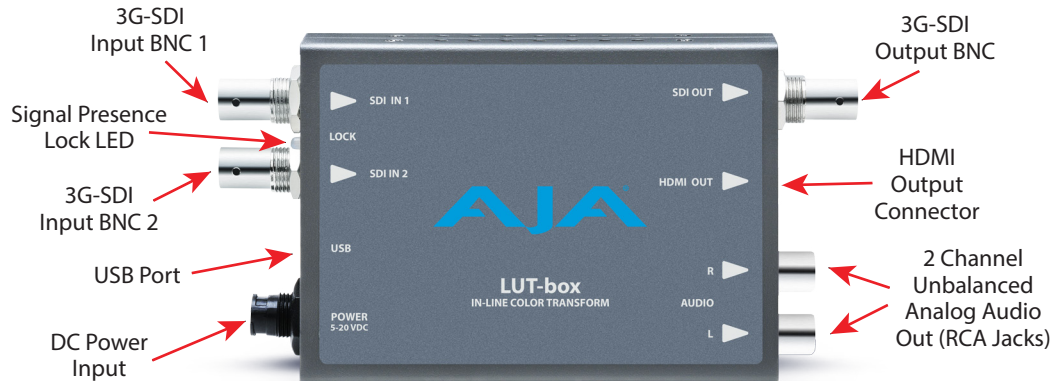 3G-SDI
Input BNC 1
Signal Presence
Lock LED
3G-SDI
Input BNC 2
USB Port
DC Power
Input
SDI IN 1
LOCK
SDI IN 2
USB
POWER
5-20 VDC
AJA
LUT-box
IN-LINE COLOR TRANSFORM
SDI OUT
HDMI OUT
R
AUDIO
L
3G-SDI
Output BNC
HDMI
Output
Connector
2 Channel
Unbalanced
Analog Audio
Out (RCA Jacks)